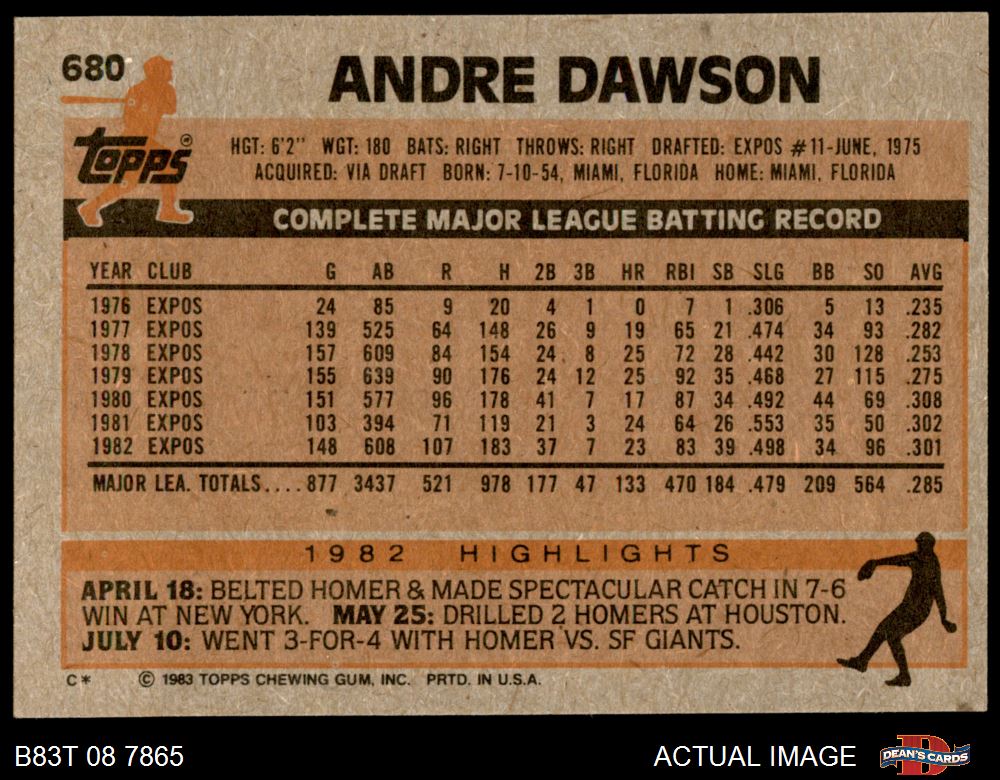 680
ANDRE DAWSON
Topps®
HGT: 6'2" WGT: 180 BATS: RIGHT THROWS: RIGHT DRAFTED: EXPOS #11-JUNE, 1975
ACQUIRED: VIA DRAFT BORN: 7-10-54, MIAMI, FLORIDA HOME: MIAMI, FLORIDA
COMPLETE MAJOR LEAGUE BATTING RECORD
YEAR CLUB G AB R H 2B 3B HR RBI SB SLG BB SO AVG
1976 EXPOS 24 85 9 20 4 1 0 7 1 .306 5 13 .235
1977 EXPOS 139 525 64 148 26 9 19 65 21 .474 34 93 .282
1978 EXPOS 157 609 84 154 24 8 25 72 28 .442 30 128 .253
1979 EXPOS 155 639 90 176 24 12 25 92 35 .468 27 115 .275
1980 EXPOS 151 577 96 178 41 7 17 87 34 .492 44 69 .308
1981 EXPOS 103 394 71 119 21 3 24 64 26 .553 35 50 .302
1982 EXPOS 148 608 107 183 37 7 23 83 39 .498 34 96 .301
MAJOR LEA. TOTALS....877 3437 521 978 177 47 133 470 184 .479 209 564 .285
1982 HIGHLIGHTS
APRIL 18: BELTED HOMER & MADE SPECTACULAR CATCH IN 7-6
WIN AT NEW YORK. MAY 25: DRILLED 2 HOMERS AT HOUSTON.
JULY 10: WENT 3-FOR-4 WITH HOMER VS. SF GIANTS.
C* © 1983 TOPPS CHEWING GUM, INC. PRTD. IN U.S.A.
B83T 08 7865
ACTUAL IMAGE
DEAN'S CARDS